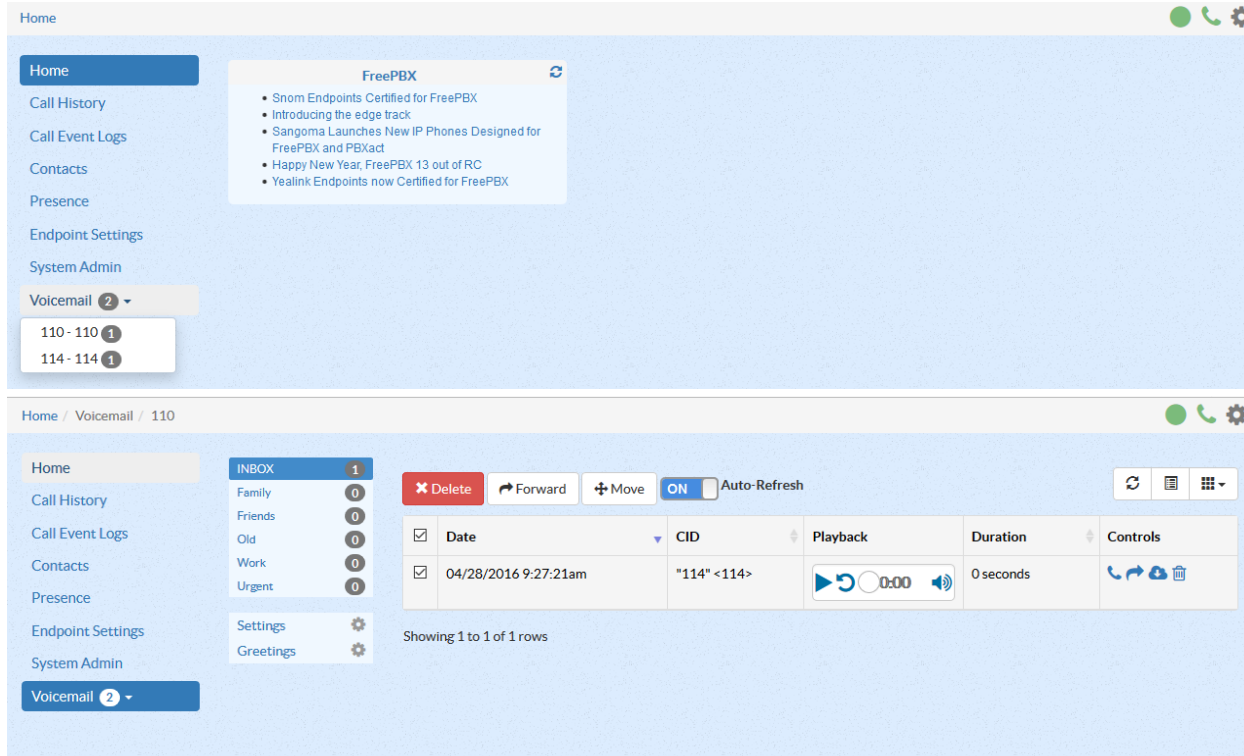 Home
Home
Call History
Call Event Logs
Contacts
Presence
Endpoint Settings
System Admin
Voicemail 2
110 - 110 1
114 - 114 1
FreePBX
Snom Endpoints Certified for FreePBX
Introducing the edge track
Sangoma Launches New IP Phones Designed for
FreePBX and PBXact
Happy New Year, FreePBX 13 out of RC
Yealink Endpoints now Certified for FreePBX
Home / Voicemail / 110
Home
Call History
Call Event Logs
Contacts
Presence
Endpoint Settings
System Admin
Voicemail 2
INBOX 1
Family 0
Friends 0
Old 0
Work 0
Urgent 0
Settings
Greetings
Delete Forward Move ON Auto-Refresh
Date CID Playback Duration Controls
04/28/2016 9:27:21am "114" <114> 0:00 0 seconds
Showing 1 to 1 of 1 rows